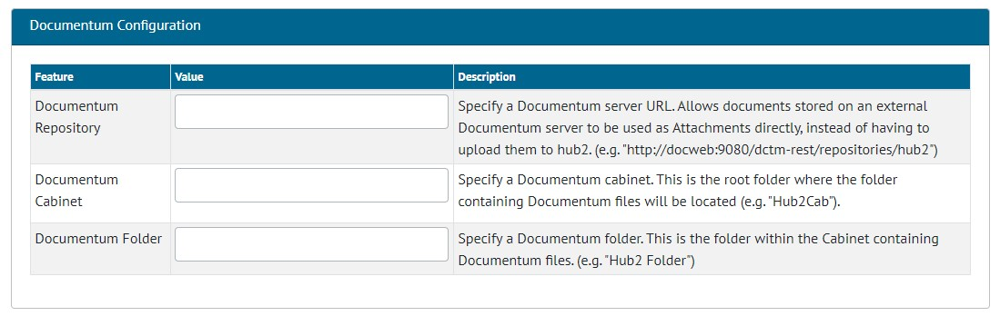 Documentum Configuration
Feature Value Description
Documentum Specify a Documentum server URL. Allows documents stored on an external
Repository Documentum server to be used as Attachments directly, instead of having to
upload them to hub2. (e.g. "http://docweb:9080/dctm-rest/repositories/hub2")
Documentum Specify a Documentum cabinet. This is the root folder where the folder
Cabinet containing Documentum files will be located (e.g. "Hub2Cab").
Documentum Folder Specify a Documentum folder. This is the folder within the Cabinet containing
Documentum files. (e.g. "Hub2 Folder")